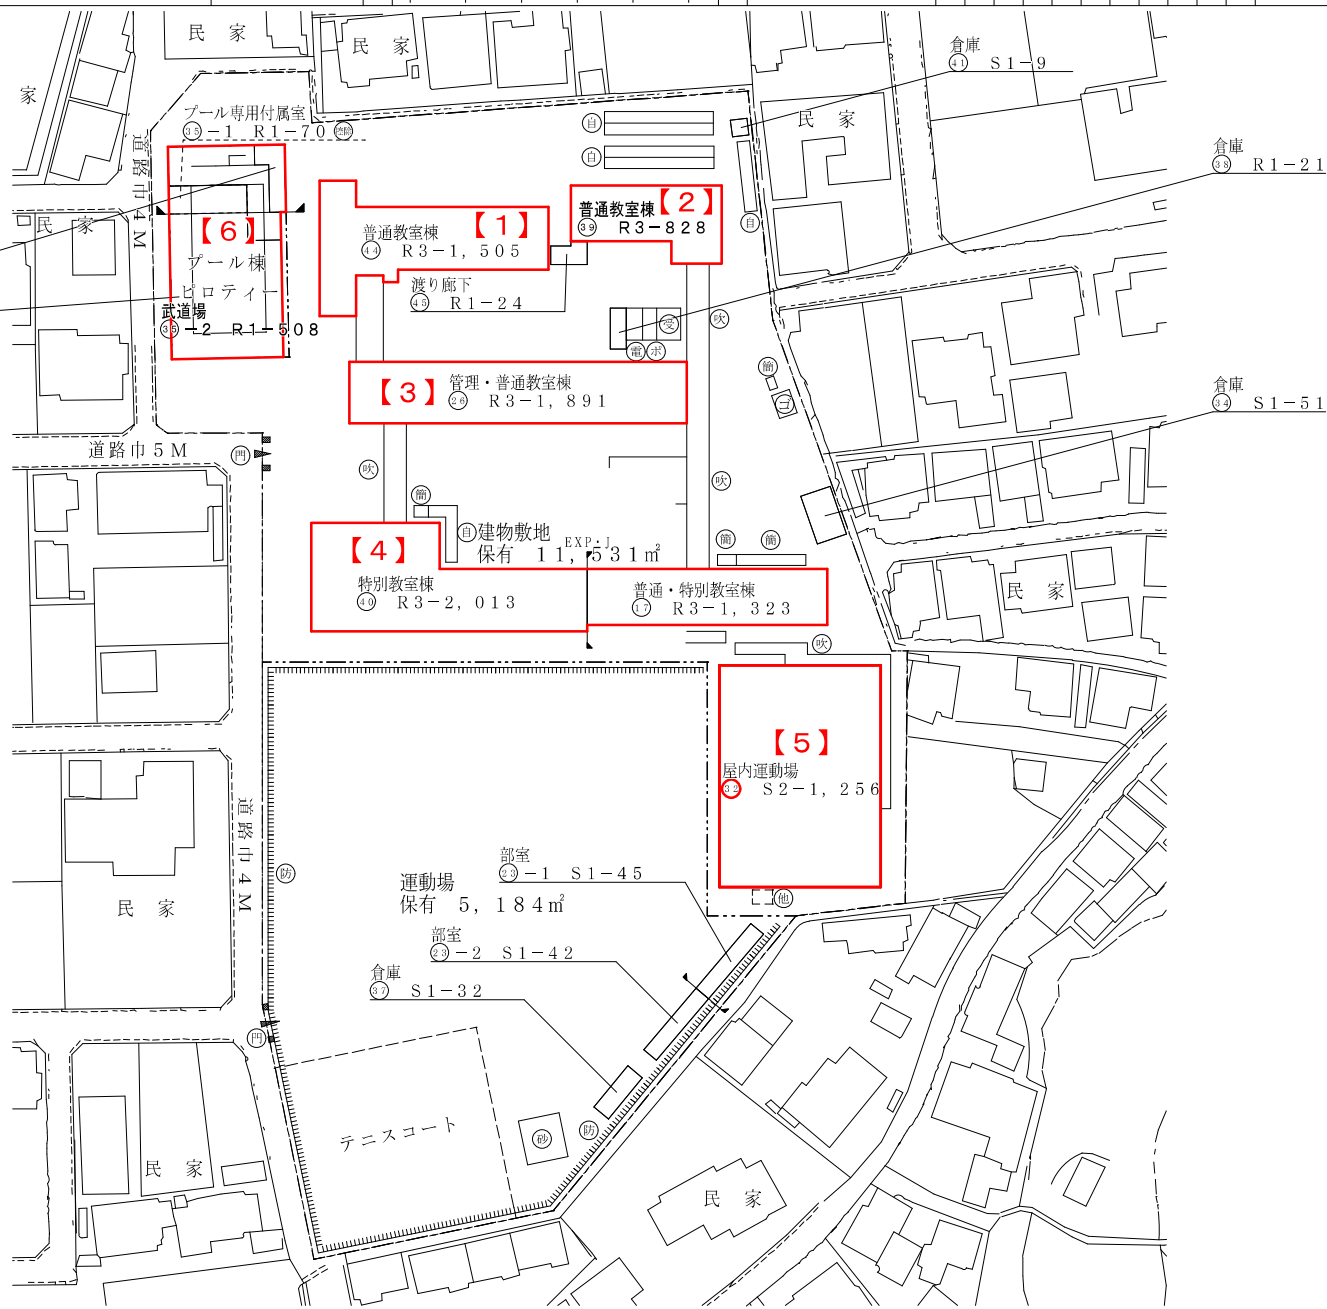 民 家
民 家
家
倉庫
㊶ S1-9
プール専用付属室
㉟-1 R1-70
道路巾4M
自
自
民 家
倉庫
㊳ R1-21
民 家
【6】
プール棟
ピロティー
武道場
㉟-2 R1-508
【1】
普通教室棟
㊹ R3-1,505
【2】
普通教室棟
㊴ R3-828
自
渡り廊下
㊺ R1-24
受
電 ボ
吹
簡
ゴ
【3】
管理・普通教室棟
㉖ R3-1,891
倉庫
㉞ S1-51
道路巾5M
門
吹
吹
簡
自
建物敷地
保有 11,531㎡
EXP・J
簡 簡
【4】
特別教室棟
㊵ R3-2,013
普通・特別教室棟
⑰ R3-1,323
民 家
吹
【5】
屋内運動場
㉜ S2-1,256
道路巾4M
防
民 家
運動場
保有 5,184㎡
部室
㉓-1 S1-45
他
部室
㉓-2 S1-42
倉庫
㊲ S1-32
門
テニスコート
砂
防
民 家
民 家